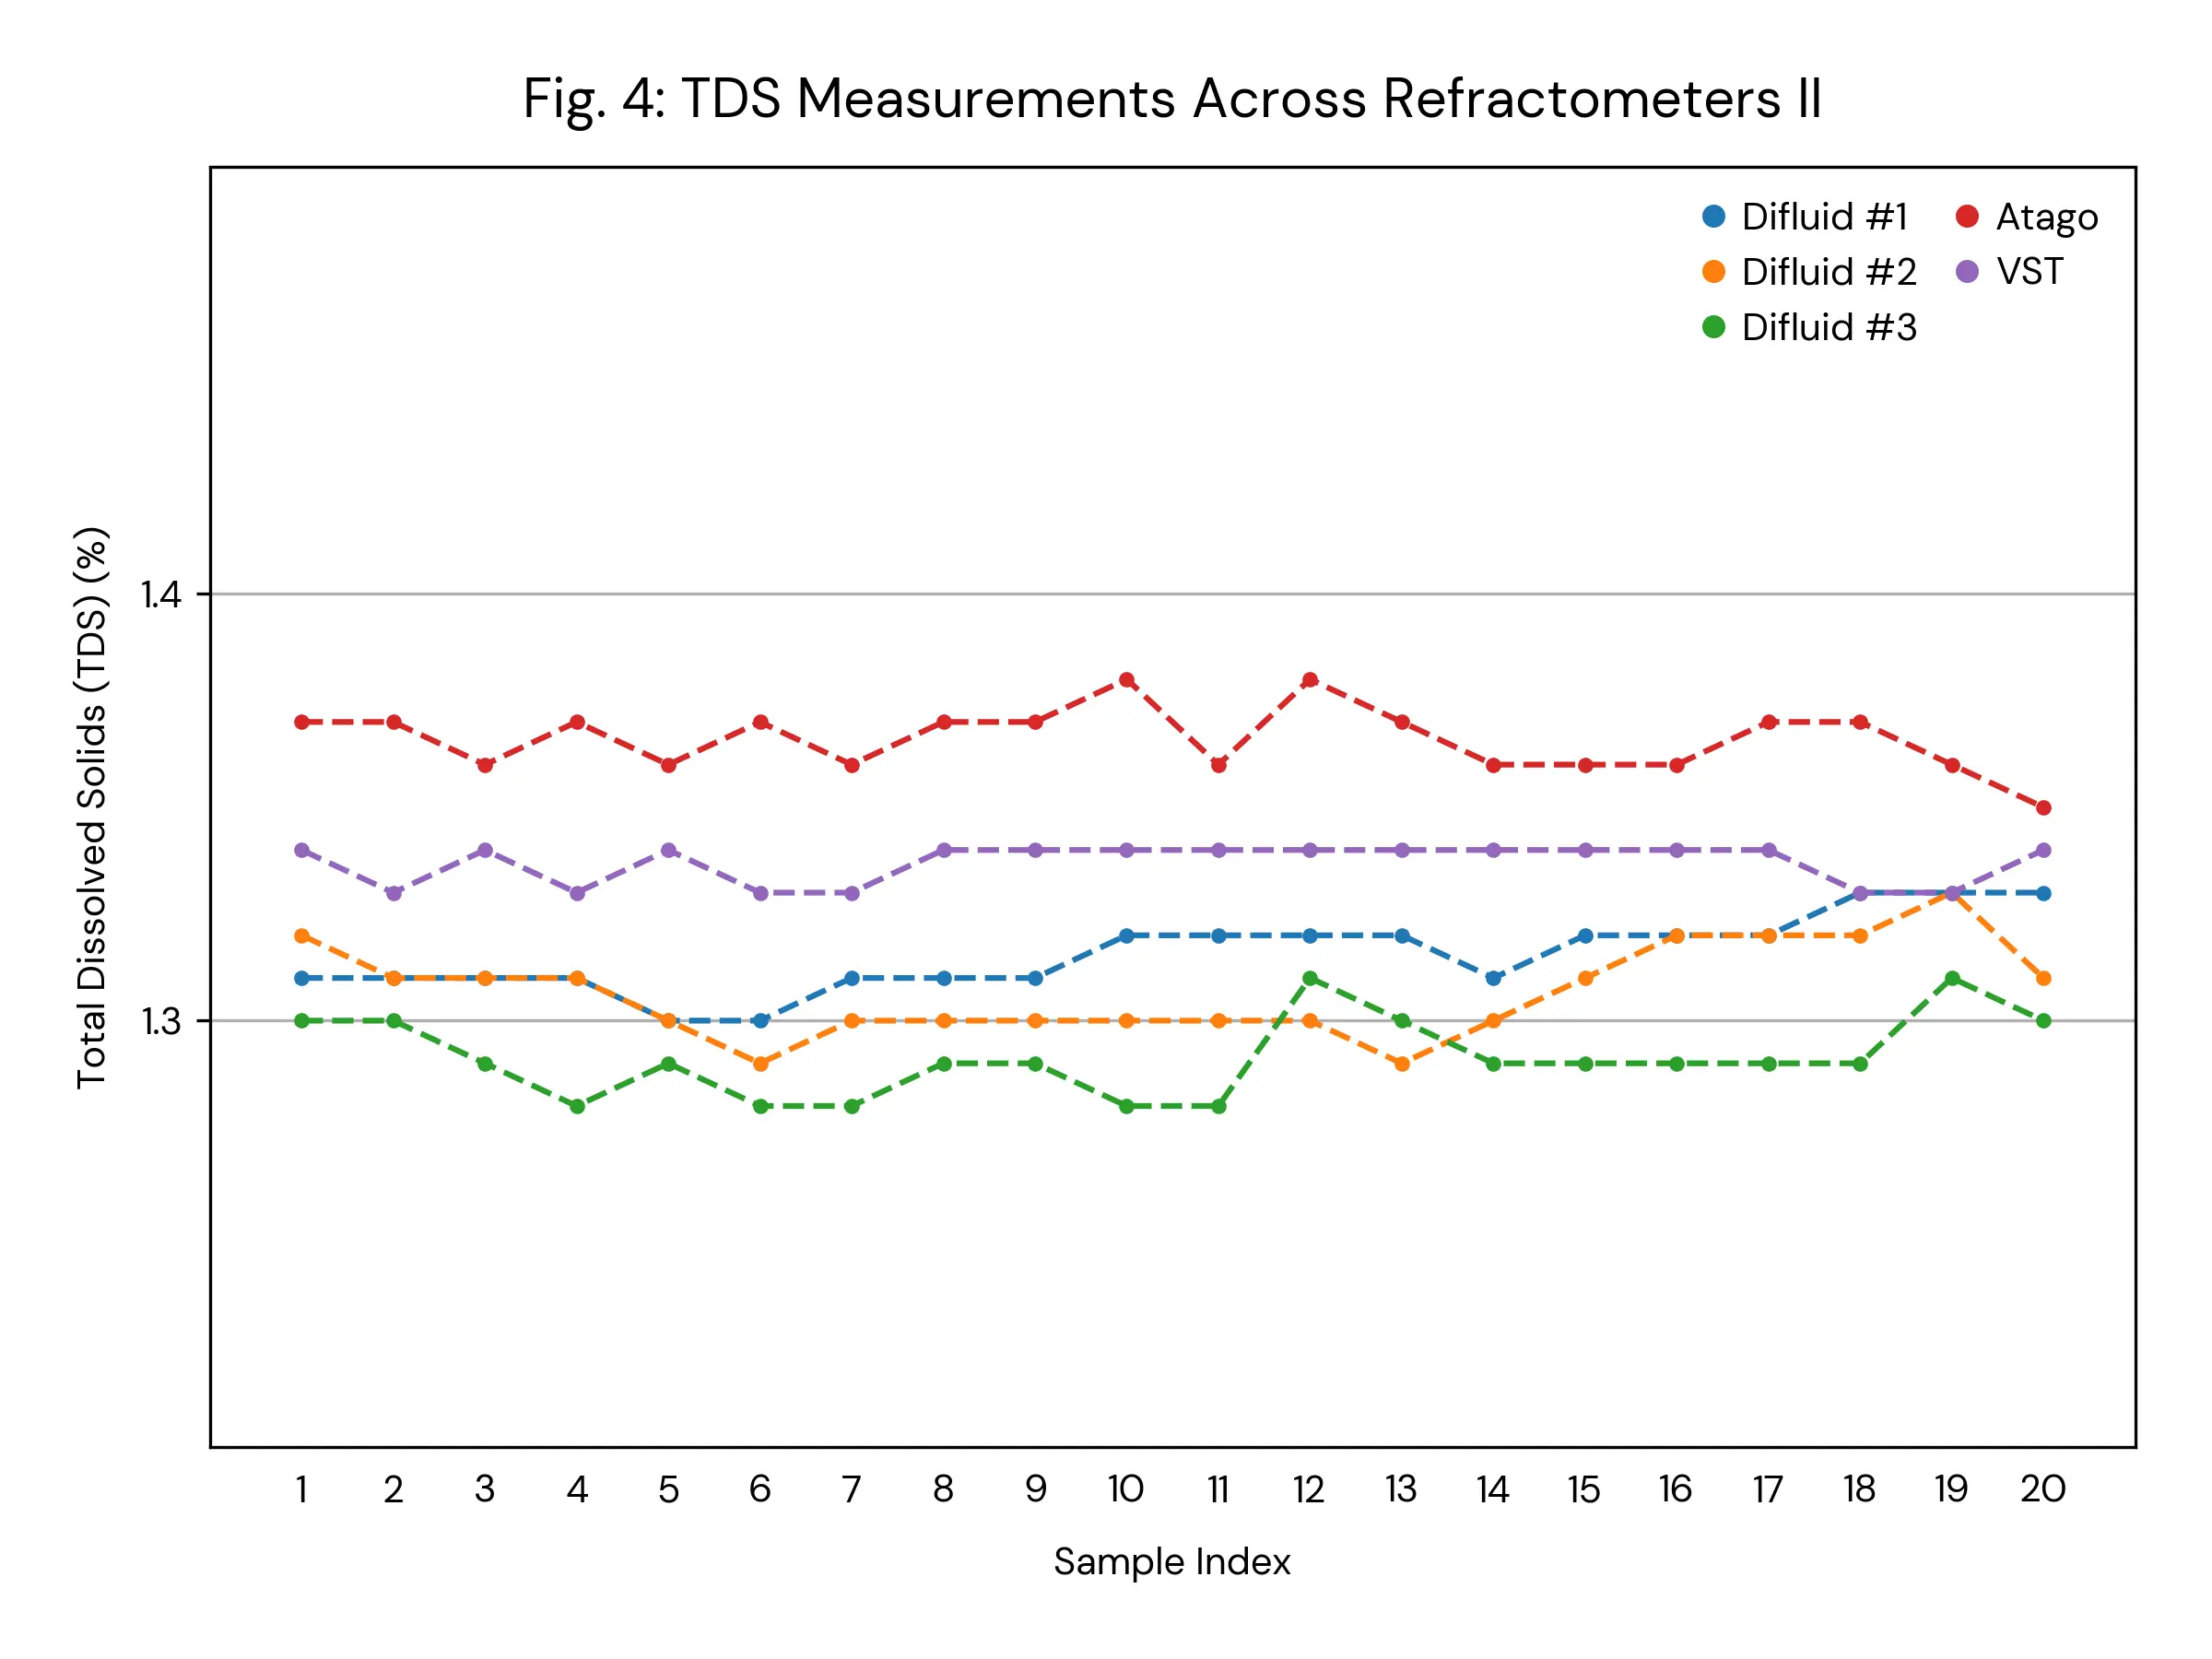 Fig. 4: TDS Measurements Across Refractometers II
Difluid #1
Difluid #2
Difluid #3
Atago
VST
Total Dissolved Solids (TDS) (%)
1.4
1.3
1 2 3 4 5 6 7 8 9 10 11 12 13 14 15 16 17 18 19 20
Sample Index